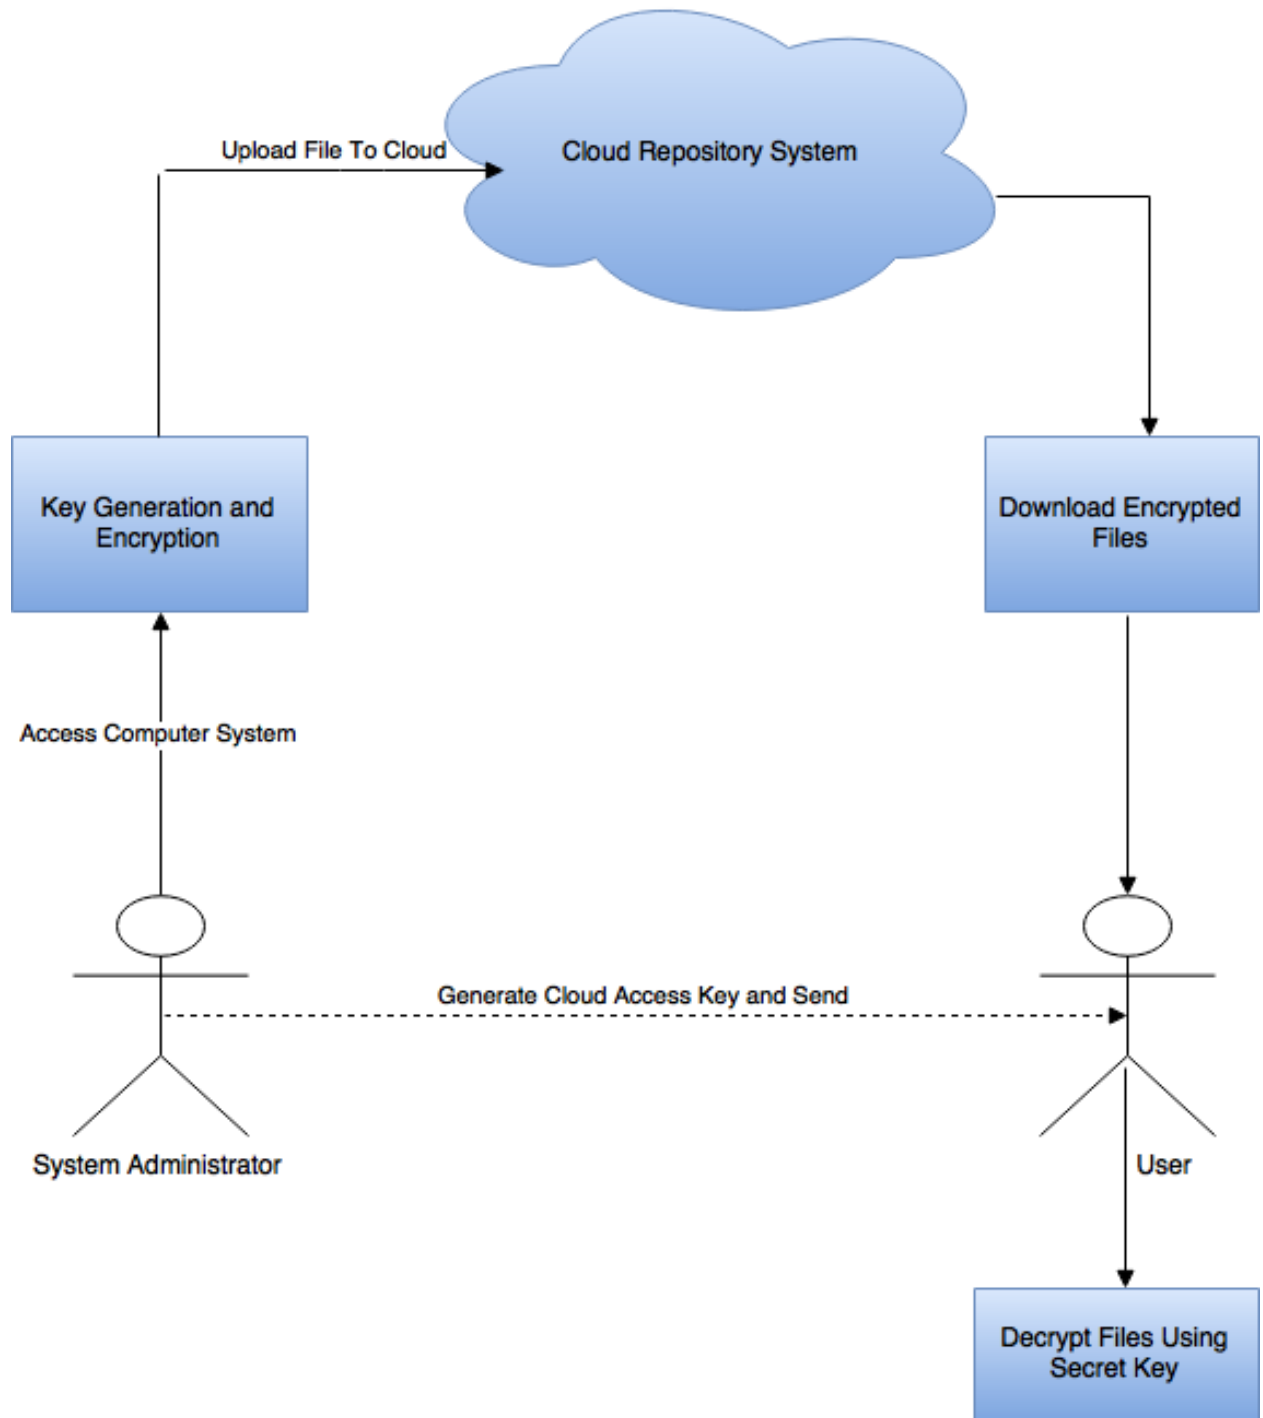 Upload File To Cloud
Cloud Repository System
Key Generation and
Encryption
Download Encrypted
Files
Access Computer System
Generate Cloud Access Key and Send
System Administrator
User
Decrypt Files Using
Secret Key